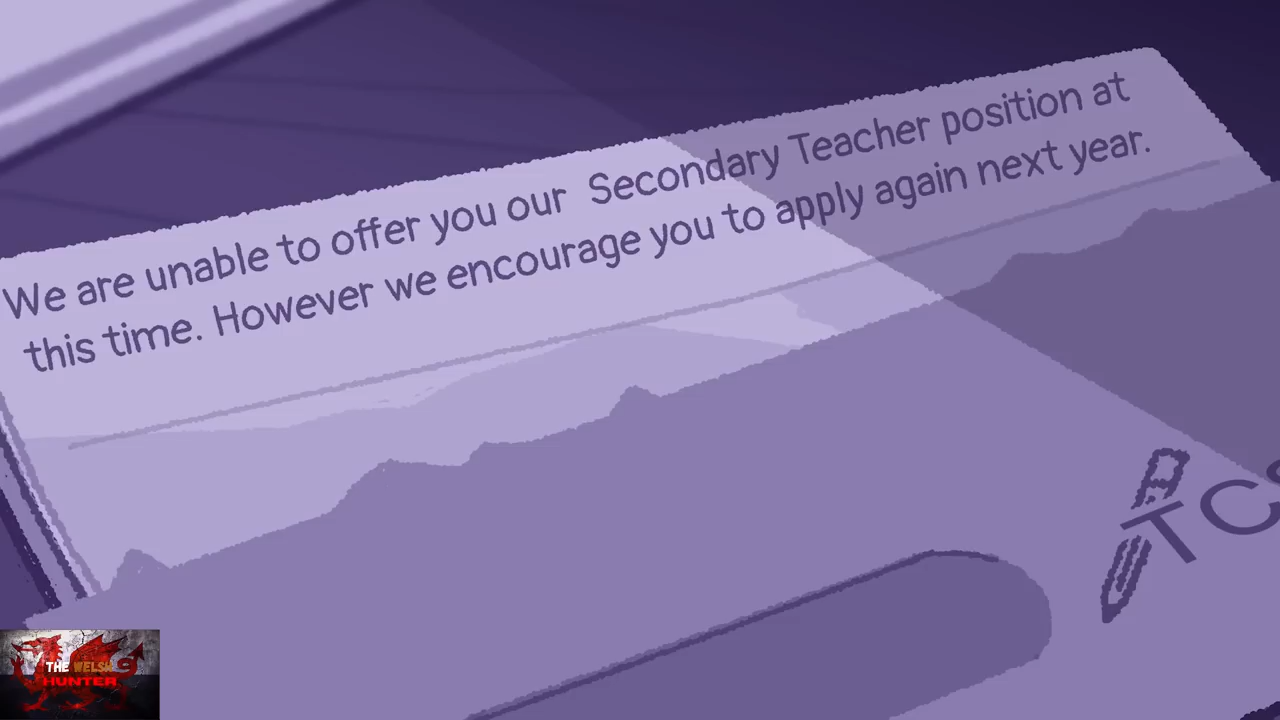 We are unable to offer you our Secondary Teacher position at
this time. However we encourage you to apply again next year.
TCS
THE WELSH
HUNTER